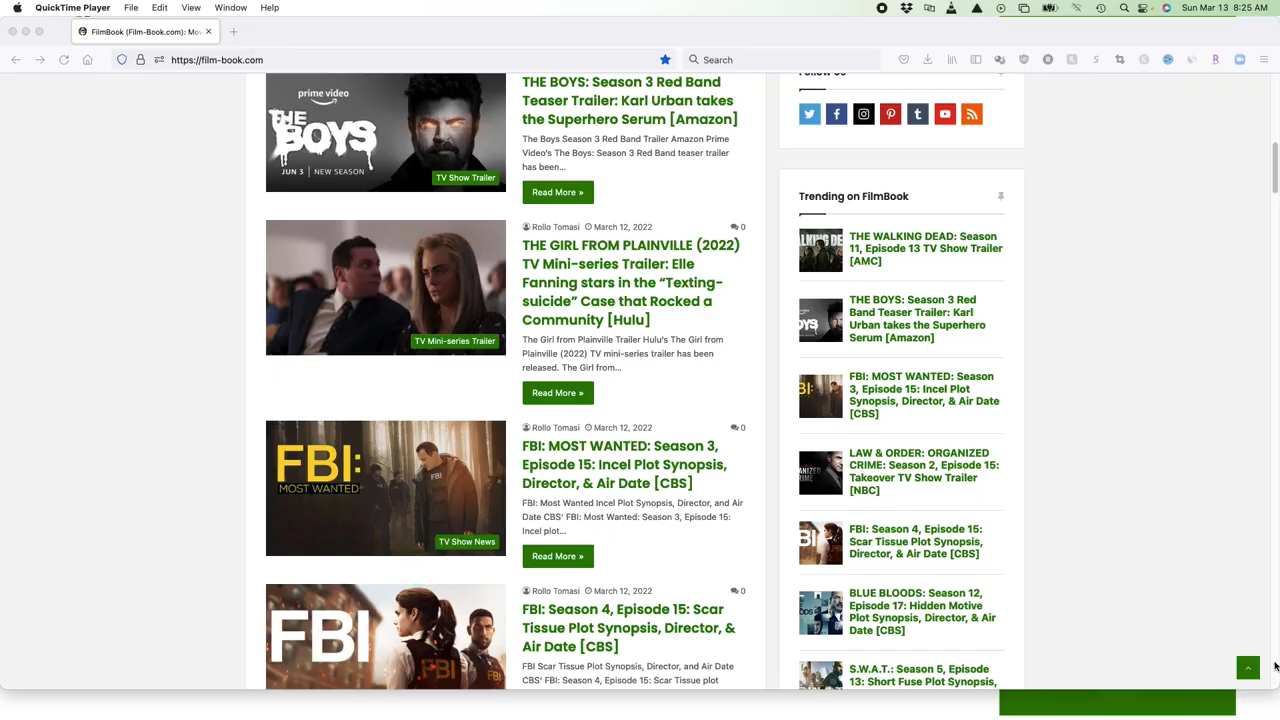 QuickTime Player File Edit View Window Help
Sun Mar 13 8:25 AM
FilmBook (Film-Book.com): Mov
https://film-book.com
Search
prime video
THE BOYS
JUN 3 | NEW SEASON
TV Show Trailer
THE BOYS: Season 3 Red Band
Teaser Trailer: Karl Urban takes
the Superhero Serum [Amazon]
The Boys Season 3 Red Band Trailer Amazon Prime
Video's The Boys: Season 3 Red Band teaser trailer
has been...
Read More »
TV Mini-series Trailer
Rollo Tomasi March 12, 2022 0
THE GIRL FROM PLAINVILLE (2022)
TV Mini-series Trailer: Elle
Fanning stars in the “Texting-
suicide” Case that Rocked a
Community [Hulu]
The Girl from Plainville Trailer Hulu's The Girl from
Plainville (2022) TV mini-series trailer has been
released. The Girl from...
Read More »
FBI:
MOST WANTED
FBI
TV Show News
Rollo Tomasi March 12, 2022 0
FBI: MOST WANTED: Season 3,
Episode 15: Incel Plot Synopsis,
Director, & Air Date [CBS]
FBI: Most Wanted Incel Plot Synopsis, Director, and Air
Date CBS' FBI: Most Wanted: Season 3, Episode 15:
Incel plot...
Read More »
FBI
FBI
Rollo Tomasi March 12, 2022 0
FBI: Season 4, Episode 15: Scar
Tissue Plot Synopsis, Director, &
Air Date [CBS]
FBI Scar Tissue Plot Synopsis, Director, and Air Date
CBS' FBI: Season 4, Episode 15: Scar Tissue plot
Follow Us
Trending on FilmBook
THE WALKING DEAD: Season
11, Episode 13 TV Show Trailer
[AMC]
THE BOYS: Season 3 Red
Band Teaser Trailer: Karl
Urban takes the Superhero
Serum [Amazon]
FBI: MOST WANTED: Season
3, Episode 15: Incel Plot
Synopsis, Director, & Air Date
[CBS]
LAW & ORDER: ORGANIZED
CRIME: Season 2, Episode 15:
Takeover TV Show Trailer
[NBC]
FBI: Season 4, Episode 15:
Scar Tissue Plot Synopsis,
Director, & Air Date [CBS]
BLUE BLOODS: Season 12,
Episode 17: Hidden Motive
Plot Synopsis, Director, & Air
Date [CBS]
S.W.A.T.: Season 5, Episode
13: Short Fuse Plot Synopsis,